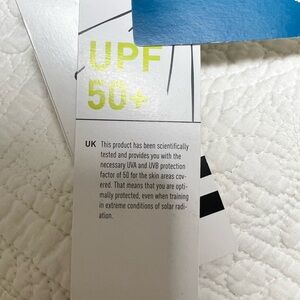 UPF
50+
UK This product has been scientifically
tested and provides you with the
necessary UVA and UVB protection
factor of 50 for the skin areas cov-
ered. That means that you are opti-
mally protected, even when training
in extreme conditions of solar radi-
ation.